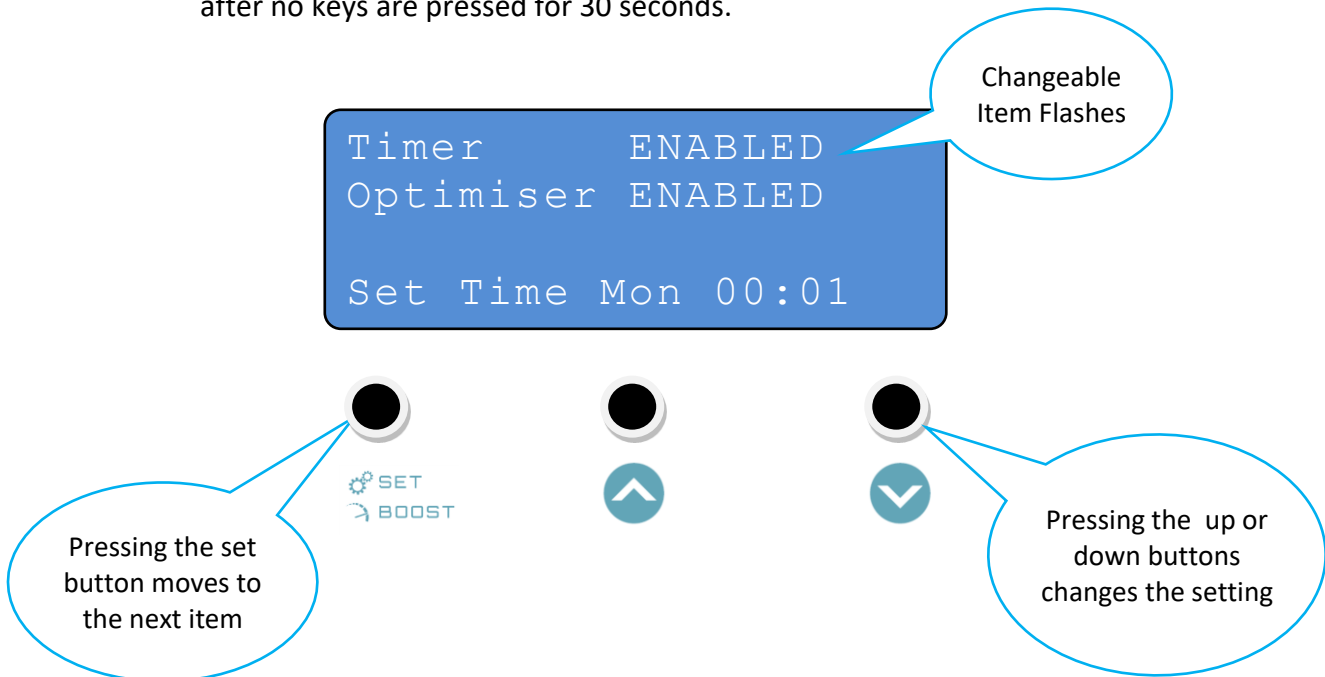 after no keys are pressed for 30 seconds.
Changeable
Item Flashes
Timer ENABLED
Optimiser ENABLED
Set Time Mon 00:01
SET
BOOST
Pressing the set
button moves to
the next item
Pressing the up or
down buttons
changes the setting